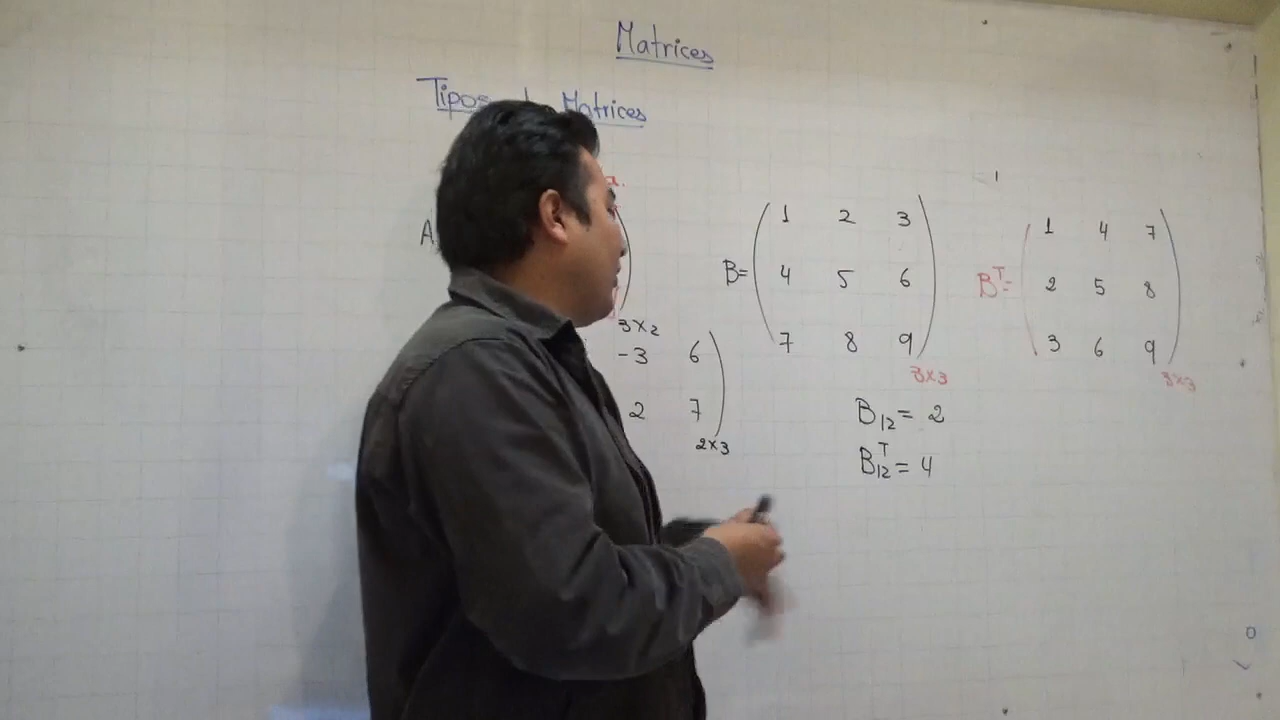 Matrices
Tipos Matrices
a.
A
3x2
-3 6
2 7
2x3
B= 1 2 3
4 5 6
7 8 9
3x3
B12 = 2
B12^T = 4
B^T= 1 4 7
2 5 8
3 6 9
3x3